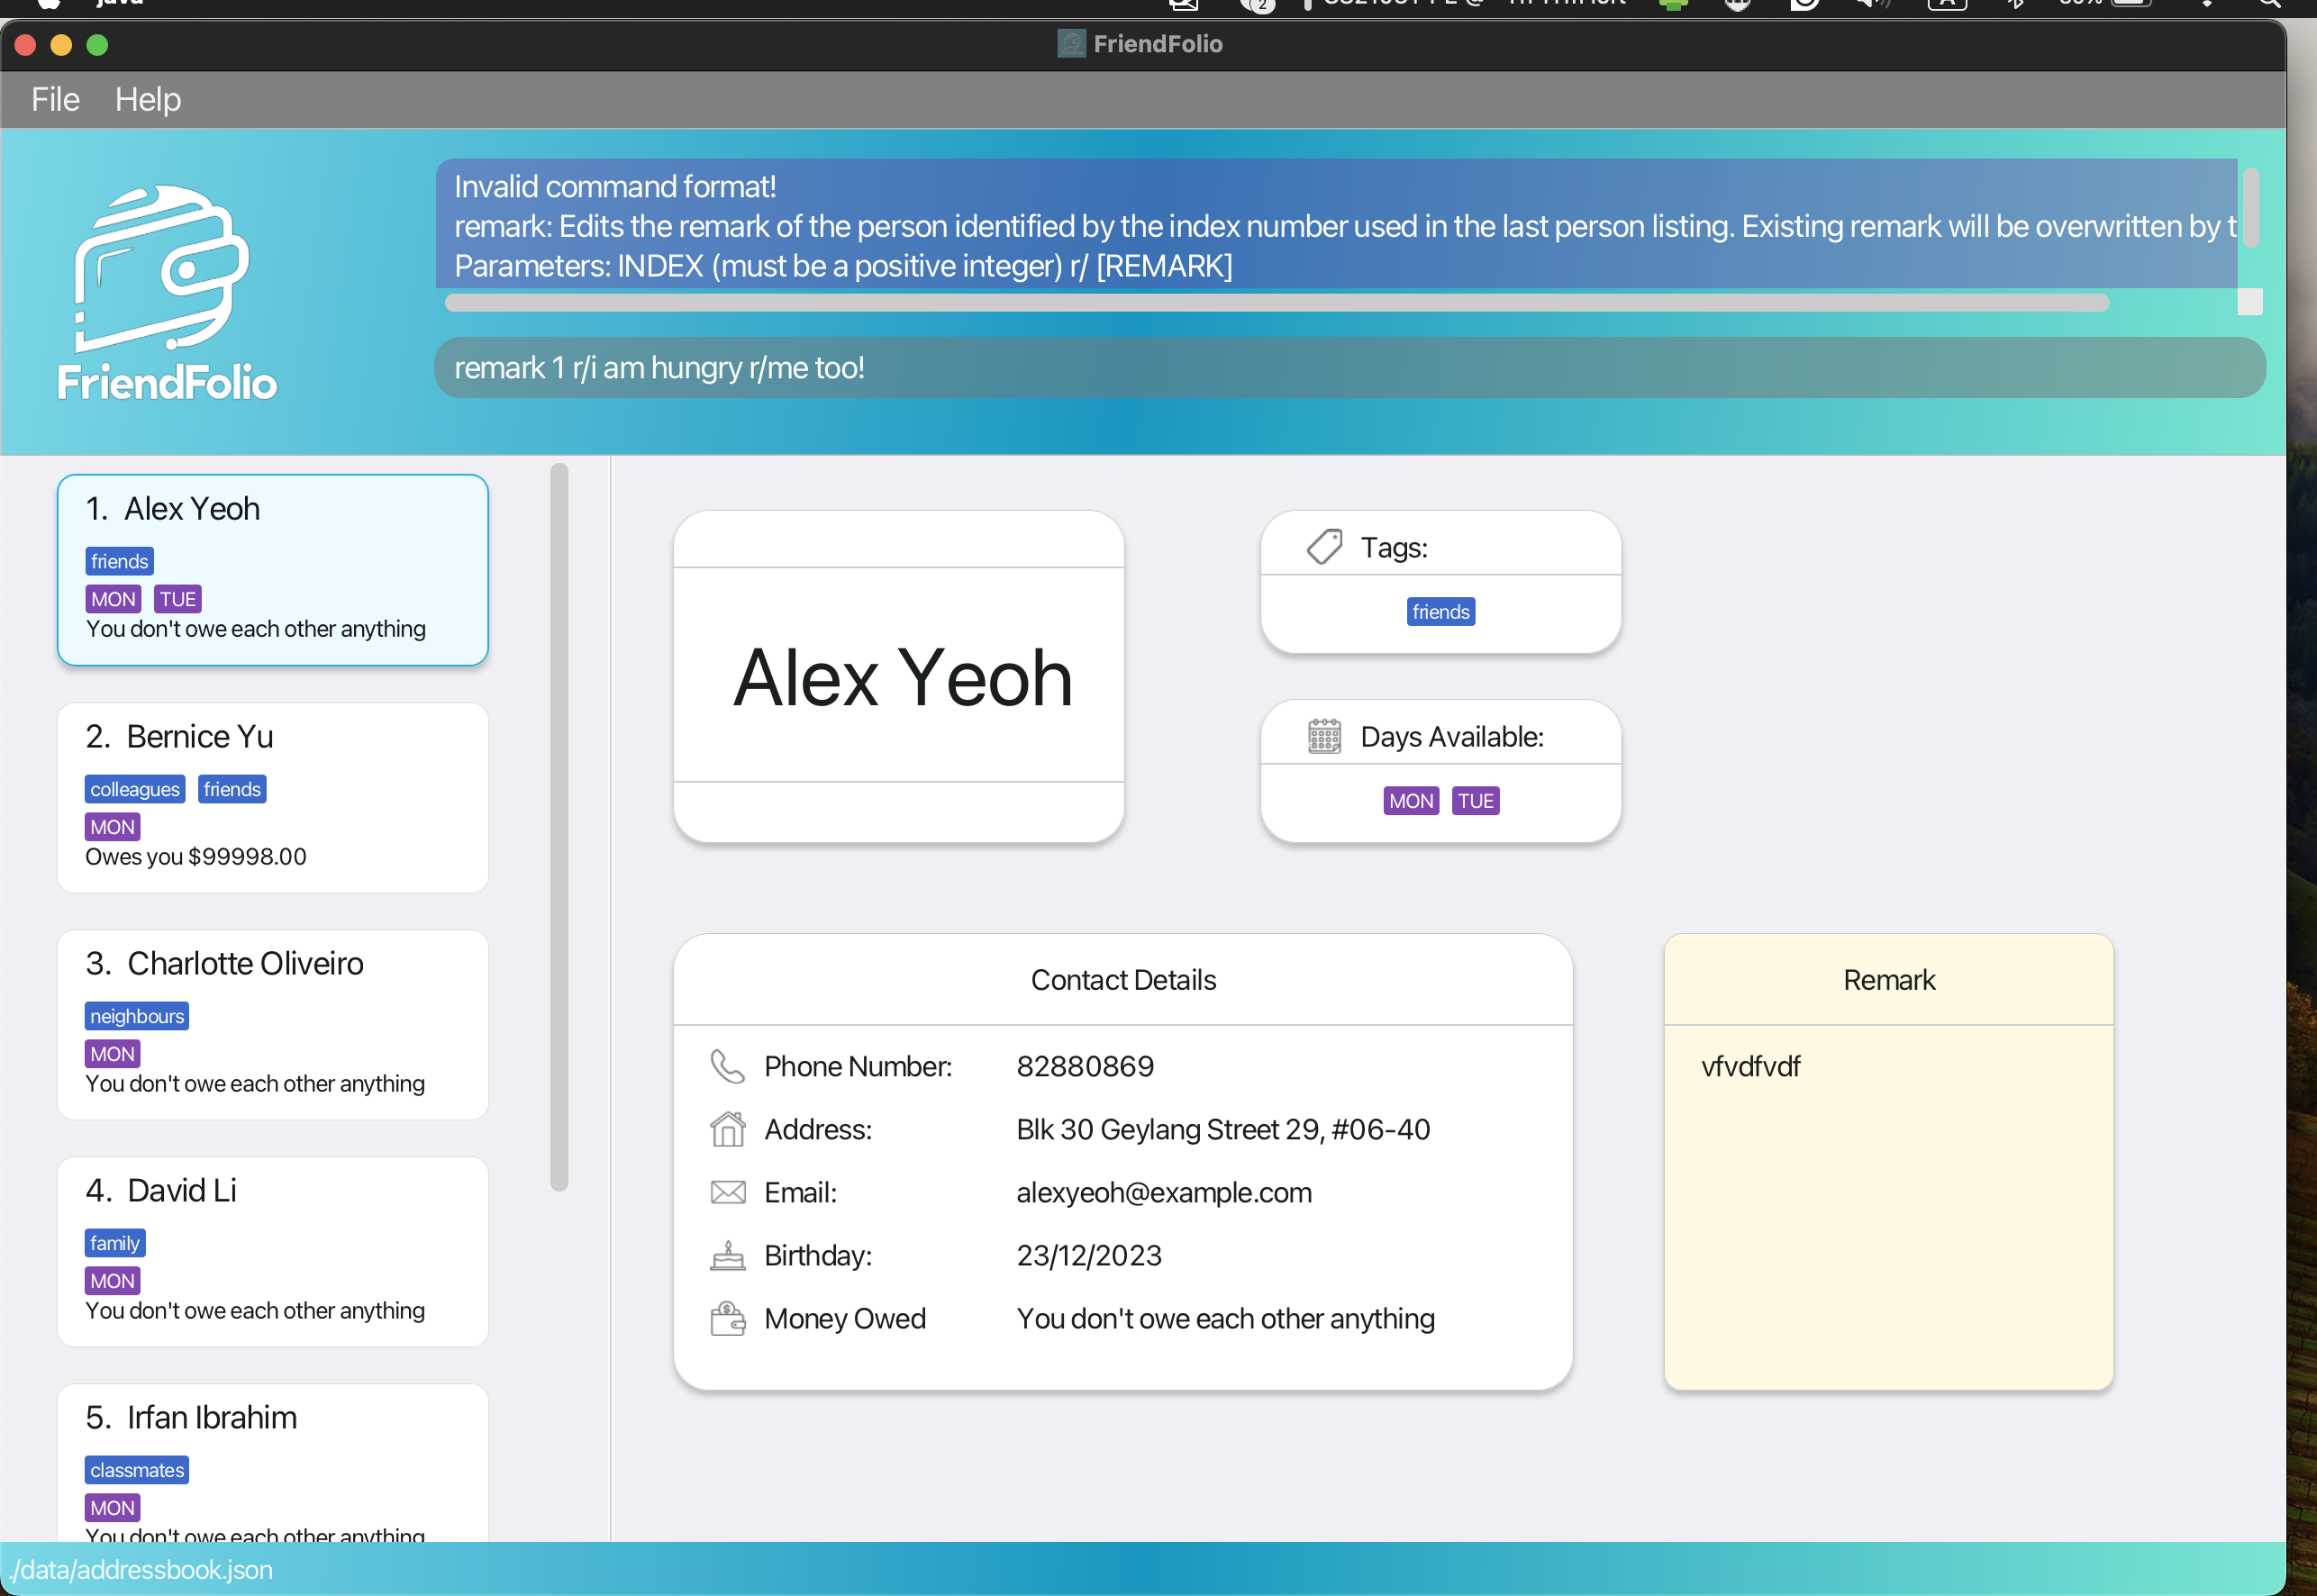 java
2
FriendFolio
File Help
Invalid command format!
remark: Edits the remark of the person identified by the index number used in the last person listing. Existing remark will be overwritten by t
Parameters: INDEX (must be a positive integer) r/ [REMARK]
FriendFolio
remark 1 r/i am hungry r/me too!
1. Alex Yeoh
friends
MON TUE
You don't owe each other anything
2. Bernice Yu
colleagues friends
MON
Owes you $99998.00
3. Charlotte Oliveiro
neighbours
MON
You don't owe each other anything
4. David Li
family
MON
You don't owe each other anything
5. Irfan Ibrahim
classmates
MON
You don't owe each other anything
Alex Yeoh
Tags:
friends
Days Available:
MON TUE
Contact Details
Phone Number: 82880869
Address: Blk 30 Geylang Street 29, #06-40
Email: alexyeoh@example.com
Birthday: 23/12/2023
Money Owed You don't owe each other anything
Remark
vfvdfvdf
./data/addressbook.json